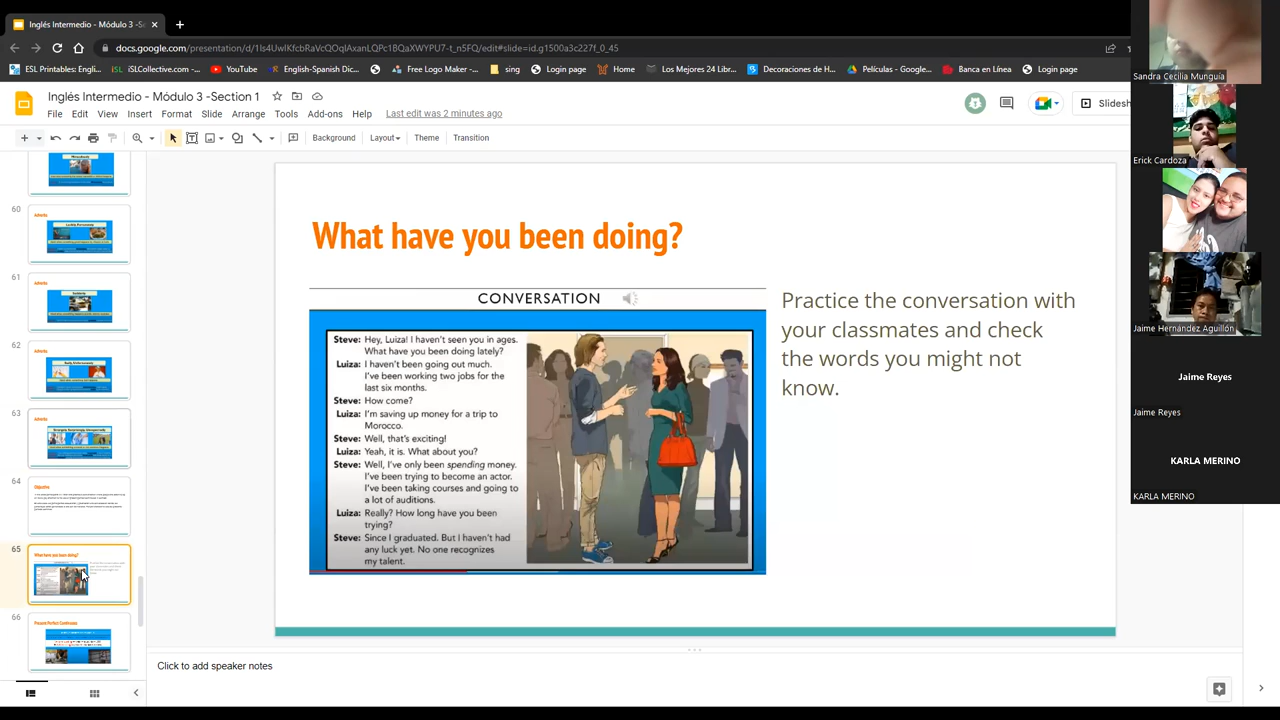 Inglés Intermedio - Módulo 3 -Se
docs.google.com/presentation/d/1Is4UwIKfcbRaVcQOqIAxanLQPc1BQaXWYPU7-t_n5FQ/edit#slide=id.g1500a3c227f_0_45
ESL Printables: Engli... iSLCollective.com -... YouTube English-Spanish Dic... Free Logo Maker -... sing Login page Home Los Mejores 24 Libr... Decoraciones de H... Películas - Google... Banca en Línea Login page
Inglés Intermedio - Módulo 3 -Section 1
File Edit View Insert Format Slide Arrange Tools Add-ons Help Last edit was 2 minutes ago
Slidesh
Background Layout Theme Transition
60
61
62
63
64
Objective
65
What have you been doing?
66
Present Perfect Continuous
What have you been doing?
CONVERSATION
Steve: Hey, Luiza! I haven't seen you in ages.
What have you been doing lately?
Luiza: I haven't been going out much.
I've been working two jobs for the
last six months.
Steve: How come?
Luiza: I'm saving up money for a trip to
Morocco.
Steve: Well, that's exciting!
Luiza: Yeah, it is. What about you?
Steve: Well, I've only been spending money.
I've been trying to become an actor.
I've been taking courses and going to
a lot of auditions.
Luiza: Really? How long have you been
trying?
Steve: Since I graduated. But I haven't had
any luck yet. No one recognizes
my talent.
Practice the conversation with
your classmates and check
the words you might not
know.
Click to add speaker notes
Sandra Cecilia Munguía
Erick Cardoza
Jaime Hernández Aguillón
Jaime Reyes
Jaime Reyes
KARLA MERINO
KARLA MERINO